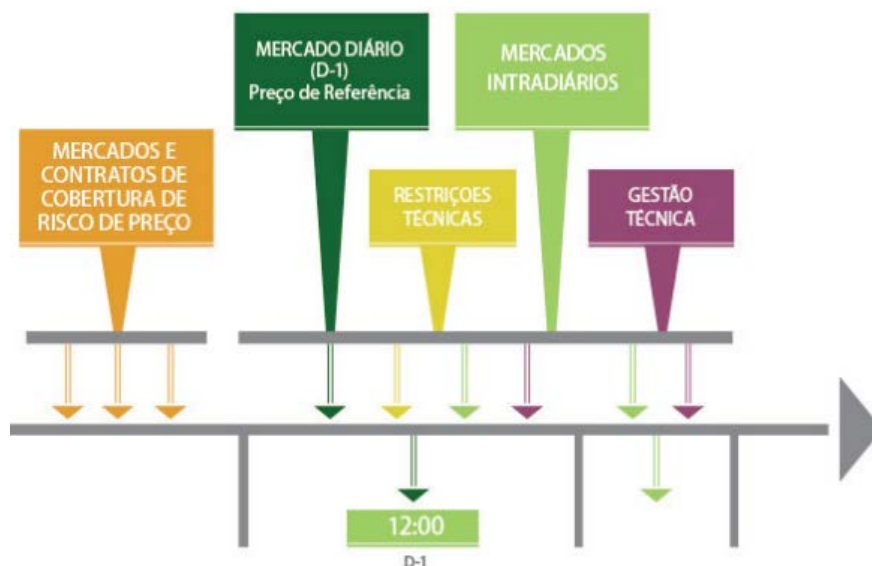 MERCADO DIÁRIO
(D-1)
Preço de Referência
MERCADOS
INTRADIÁRIOS
MERCADOS E
CONTRATOS DE
COBERTURA DE
RISCO DE PREÇO
RESTRIÇOES
TÉCNICAS
GESTÃO
TÉCNICA
12:00
D-1